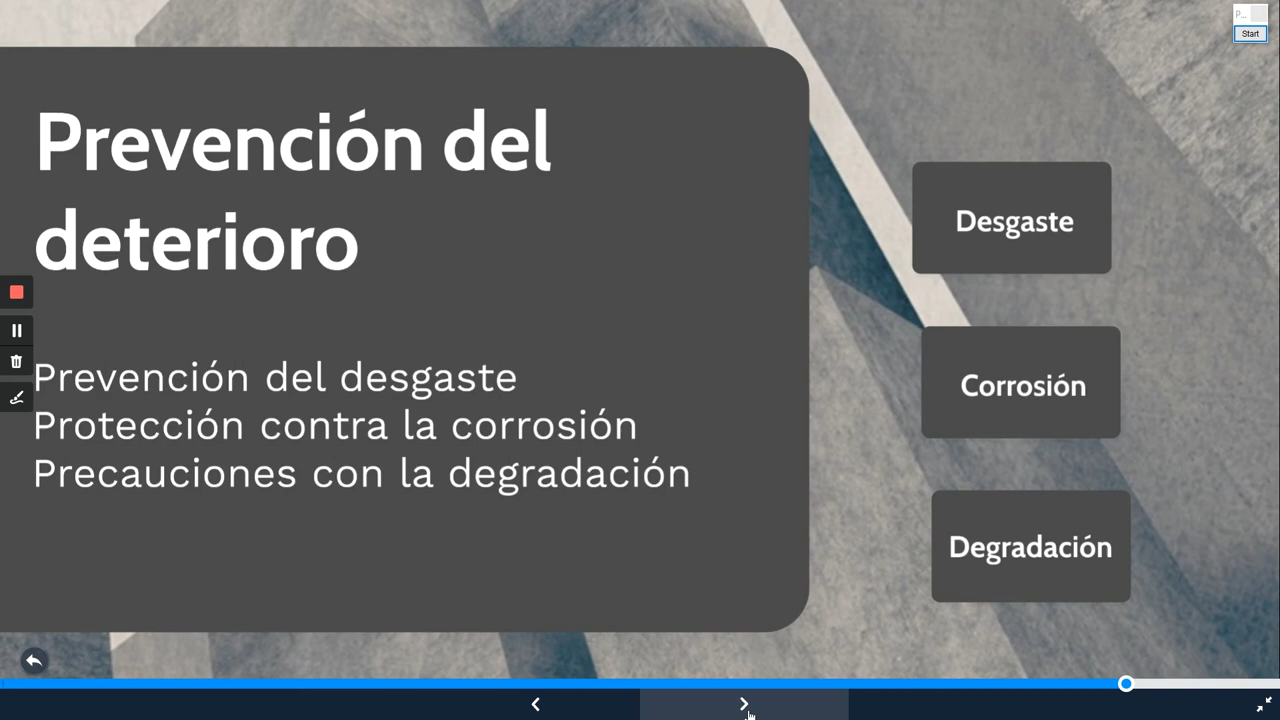 P...
Start
Prevención del
deterioro
Prevención del desgaste
Protección contra la corrosión
Precauciones con la degradación
Desgaste
Corrosión
Degradación